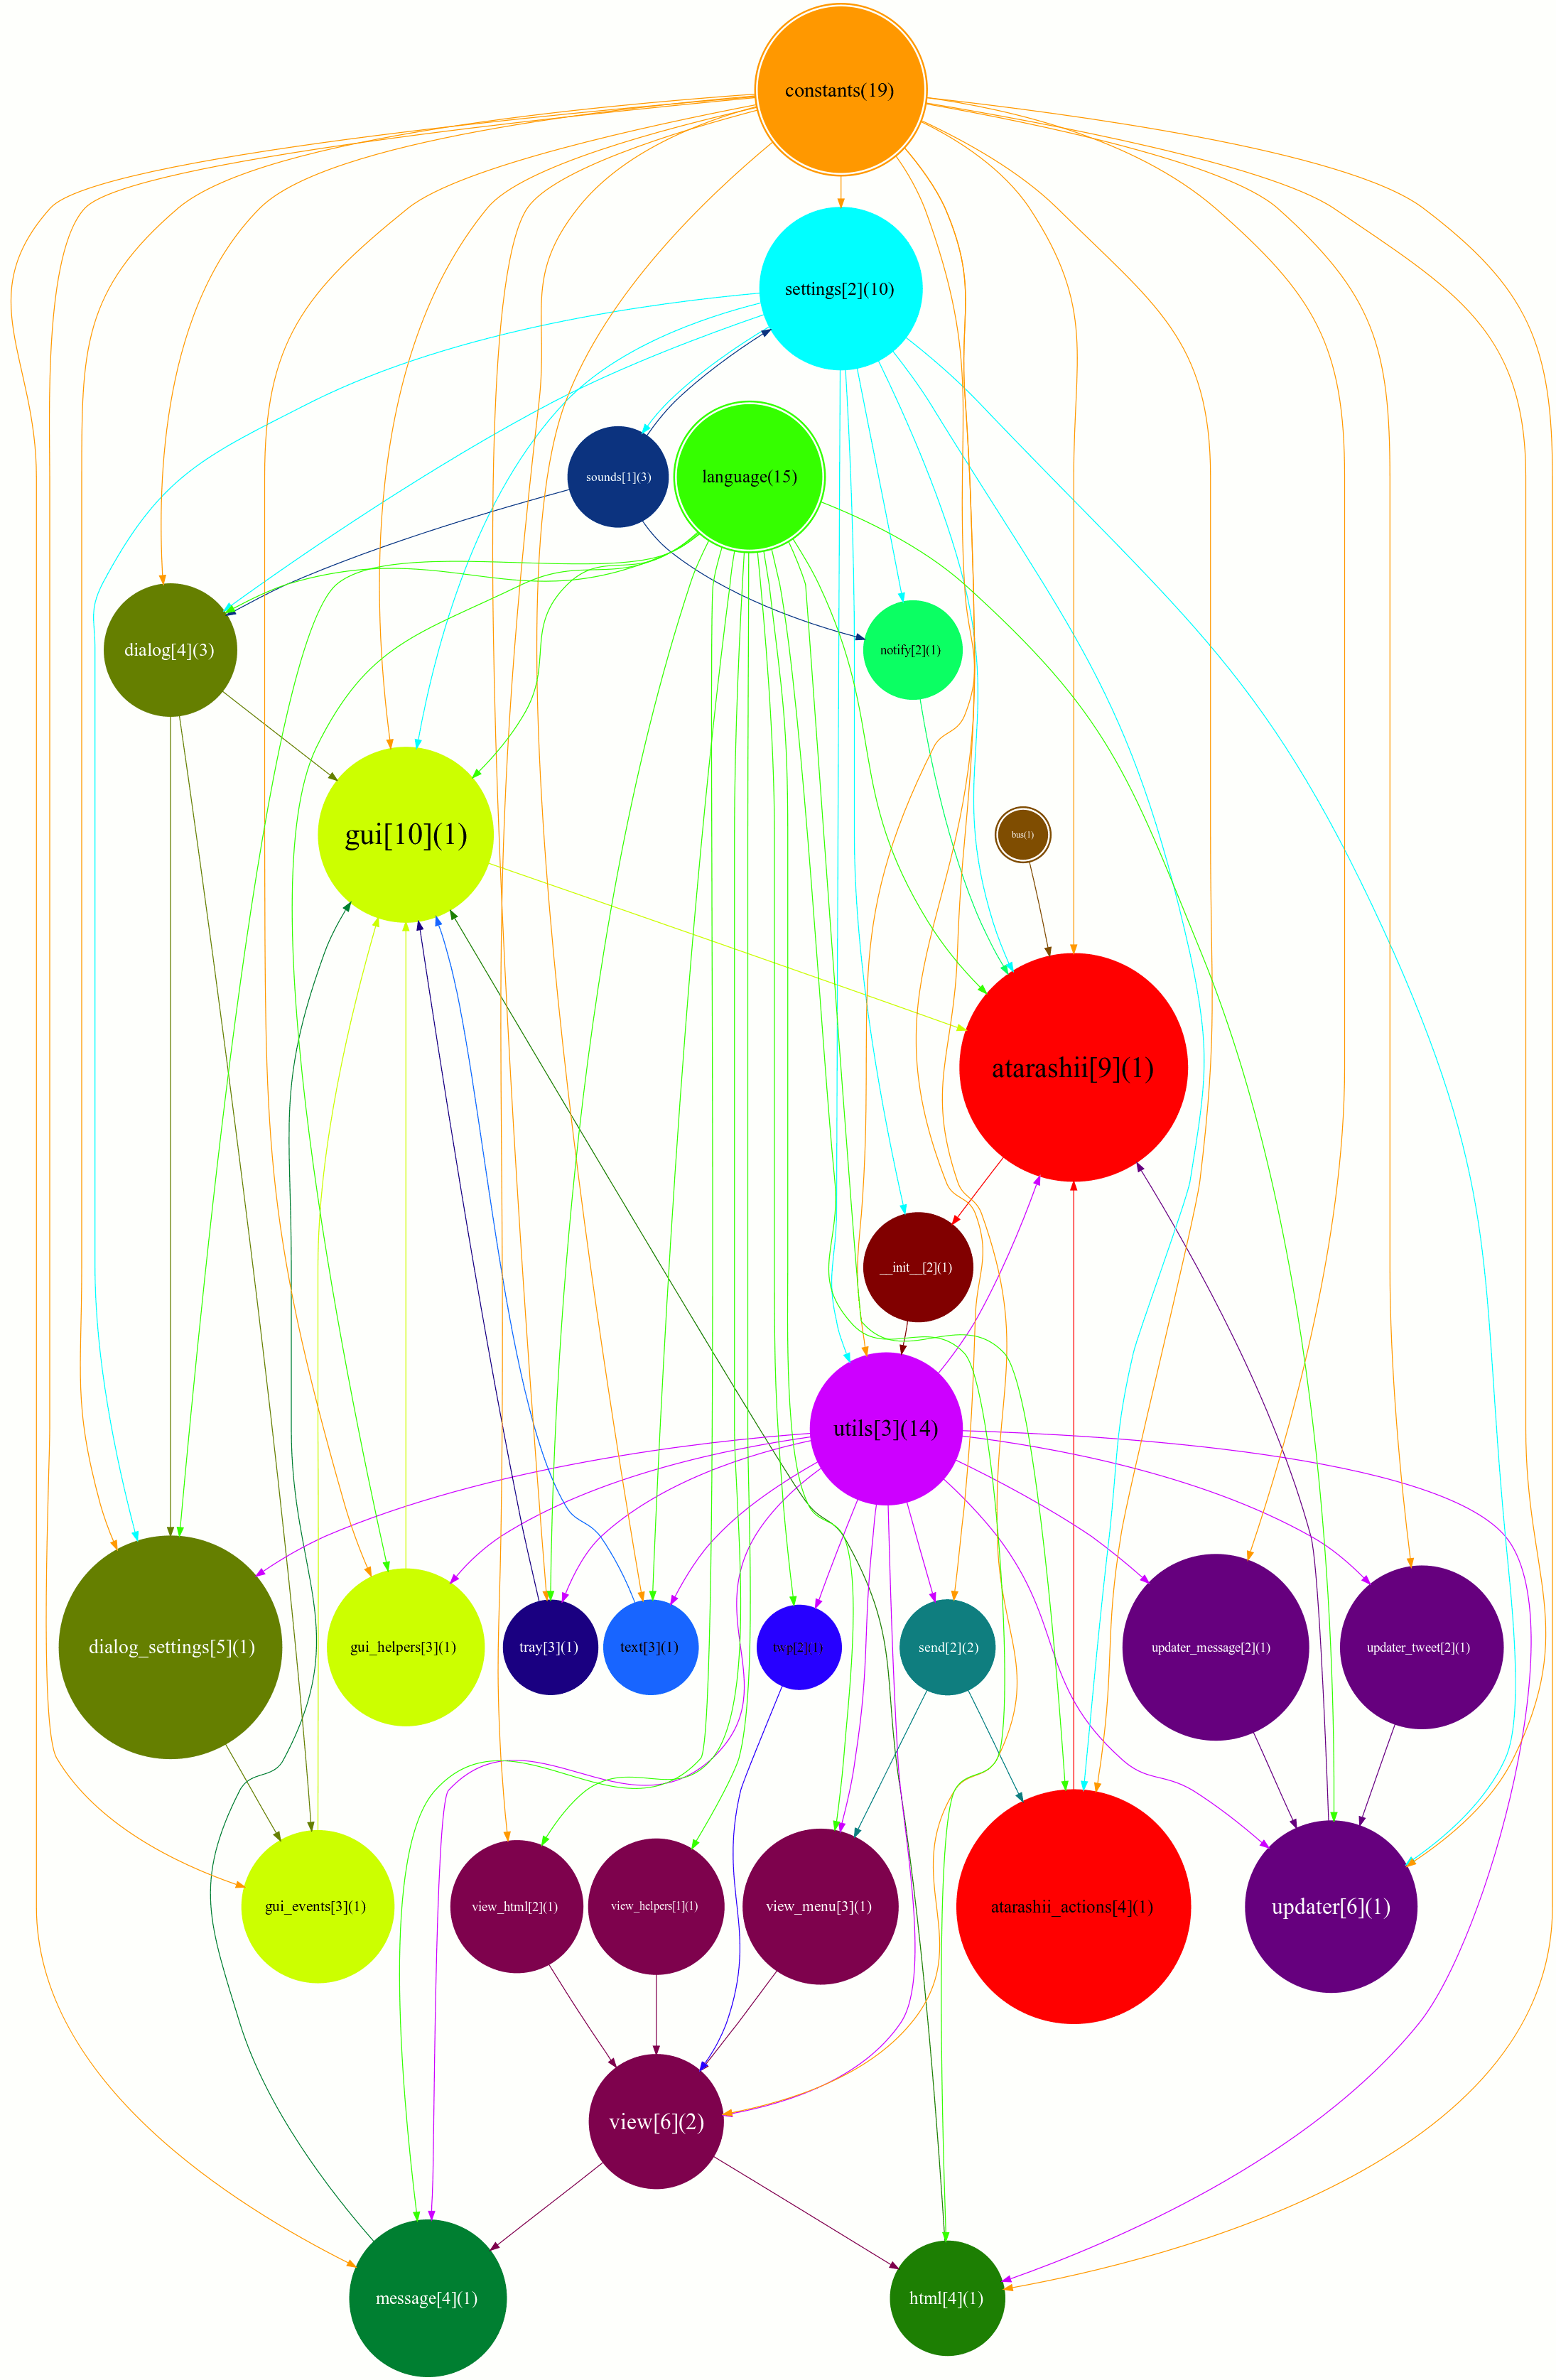 constants(19)
settings[2](10)
sounds[1](3)
language(15)
dialog[4](3)
notify[2](1)
gui[10](1)
bus(1)
atarashii[9](1)
__init__[2](1)
utils[3](14)
dialog_settings[5](1)
gui_helpers[3](1)
tray[3](1)
text[3](1)
twp[2](1)
send[2](2)
updater_message[2](1)
updater_tweet[2](1)
gui_events[3](1)
view_html[2](1)
view_helpers[1](1)
view_menu[3](1)
atarashii_actions[4](1)
updater[6](1)
view[6](2)
message[4](1)
html[4](1)